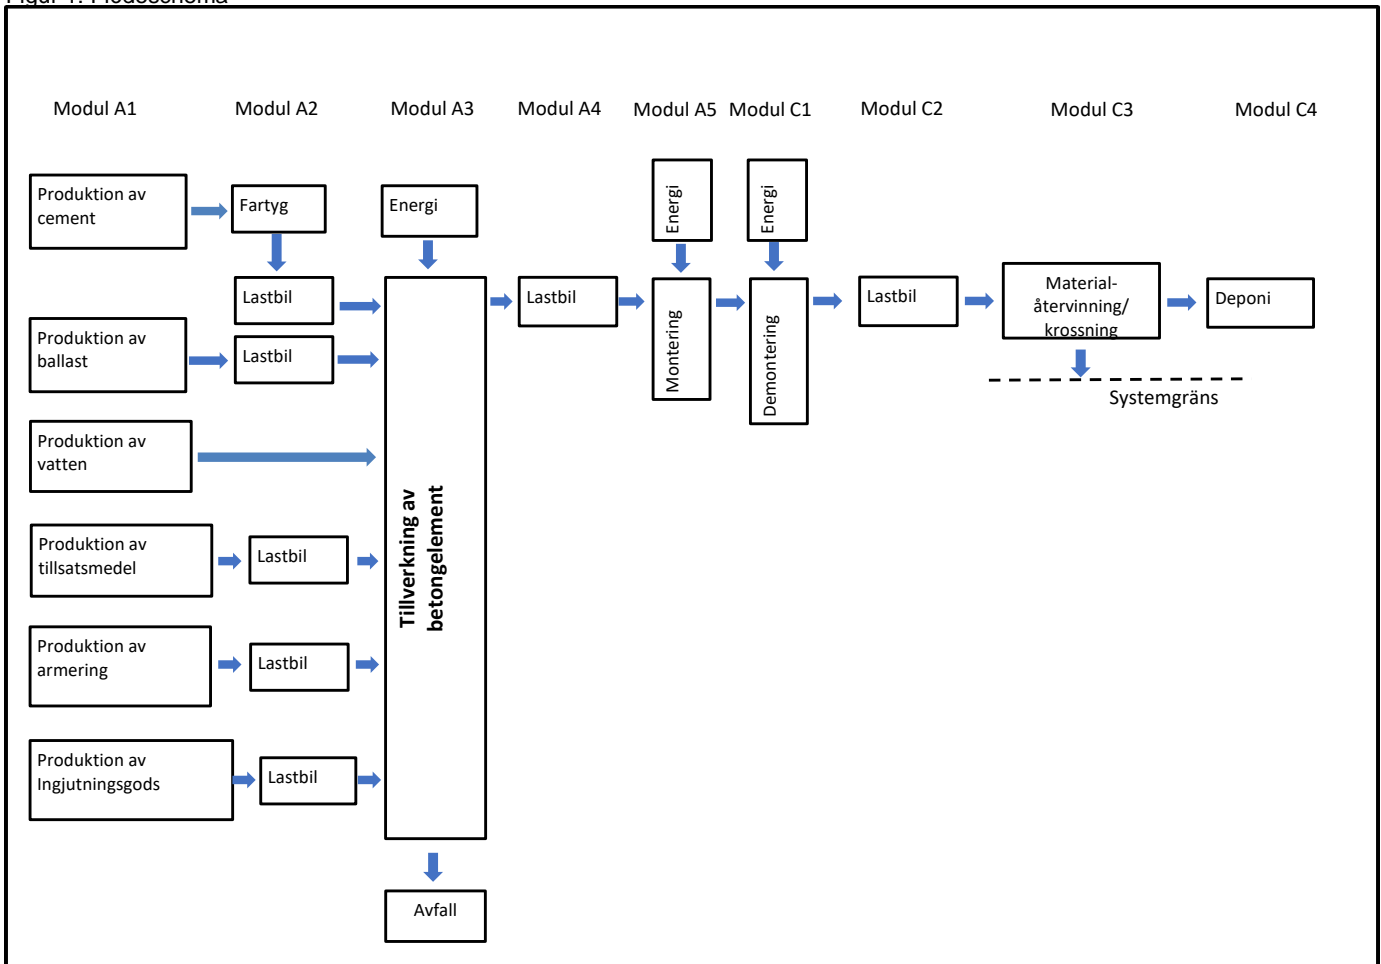 Figur 1. Flödesschema
Modul A1
Modul A2
Modul A3
Modul A4
Modul A5
Modul C1
Modul C2
Modul C3
Modul C4
Produktion av
cement
Fartyg
Energi
Energi
Energi
Lastbil
Lastbil
Montering
Demontering
Lastbil
Material-
återvinning/
krossning
Deponi
Systemgräns
Produktion av
ballast
Lastbil
Produktion av
vatten
Tillverkning av
betongelement
Produktion av
tillsatsmedel
Lastbil
Produktion av
armering
Lastbil
Produktion av
Ingjutningsgods
Lastbil
Avfall